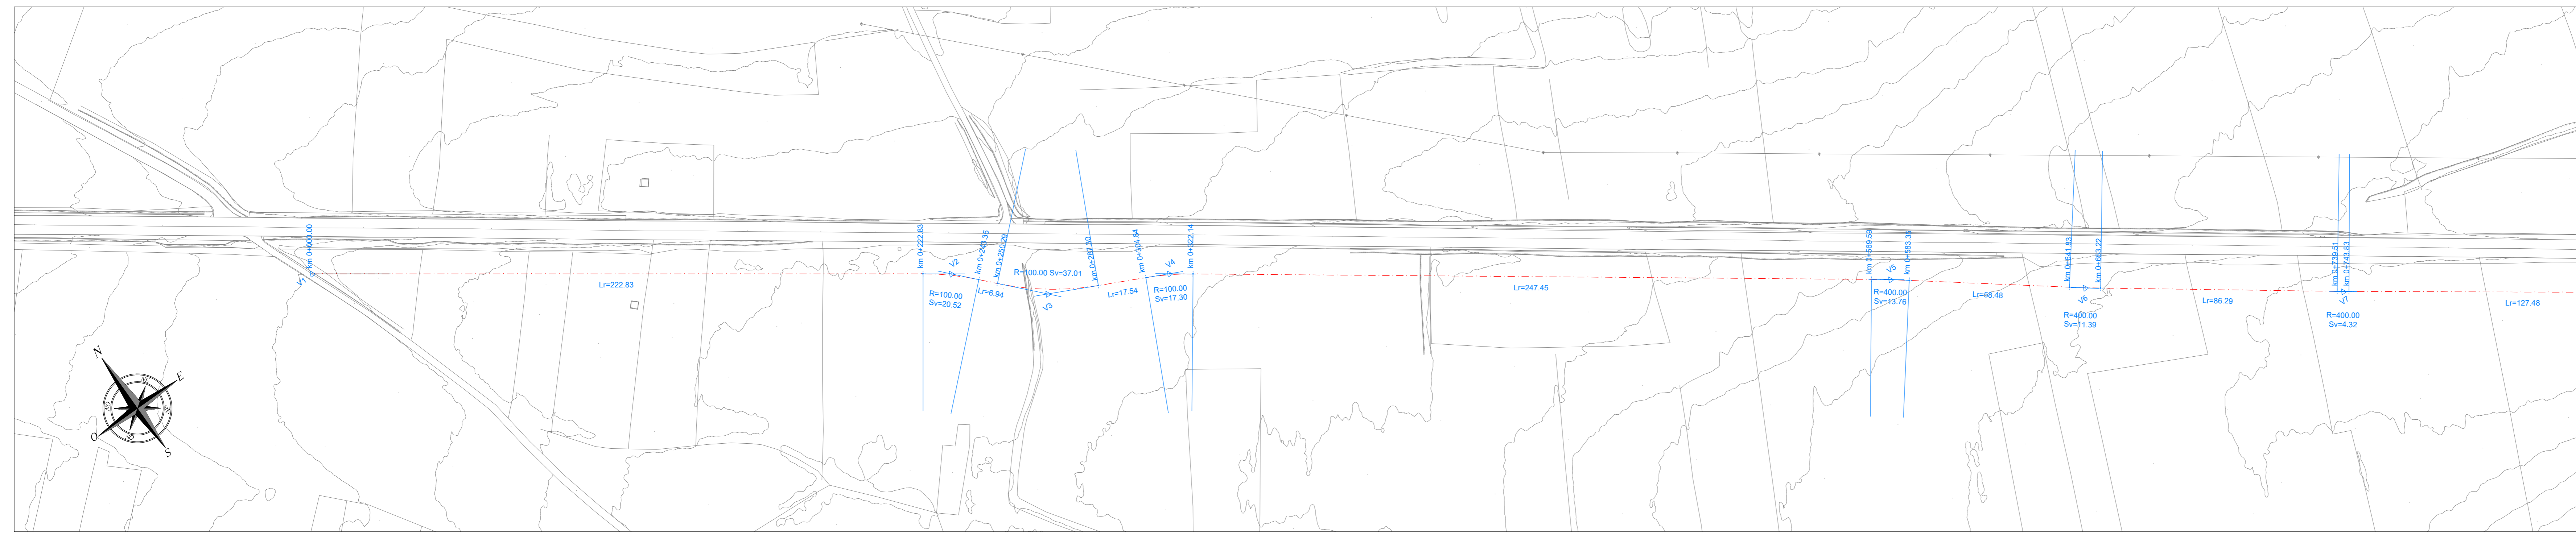 km 0+000.00
V1
Lr=222.83
km 0+222.83
V2
R=100.00
Sv=20.52
km 0+243.35
Lr=6.94
km 0+250.29
R=100.00 Sv=37.01
V3
km 0+287.30
Lr=17.54
km 0+304.84
V4
R=100.00
Sv=17.30
km 0+322.14
Lr=247.45
km 0+569.59
V5
R=400.00
Sv=13.76
km 0+583.35
Lr=58.48
km 0+641.83
V6
R=400.00
Sv=11.39
km 0+653.22
Lr=86.29
km 0+739.51
km 0+743.83
V7
R=400.00
Sv=4.32
Lr=127.48
N
E
O
S